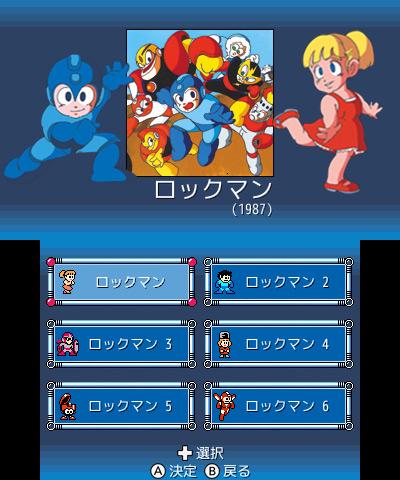 ロックマン
(1987)
ロックマン
ロックマン 2
ロックマン 3
ロックマン 4
ロックマン 5
ロックマン 6
選択
A 決定 B 戻る